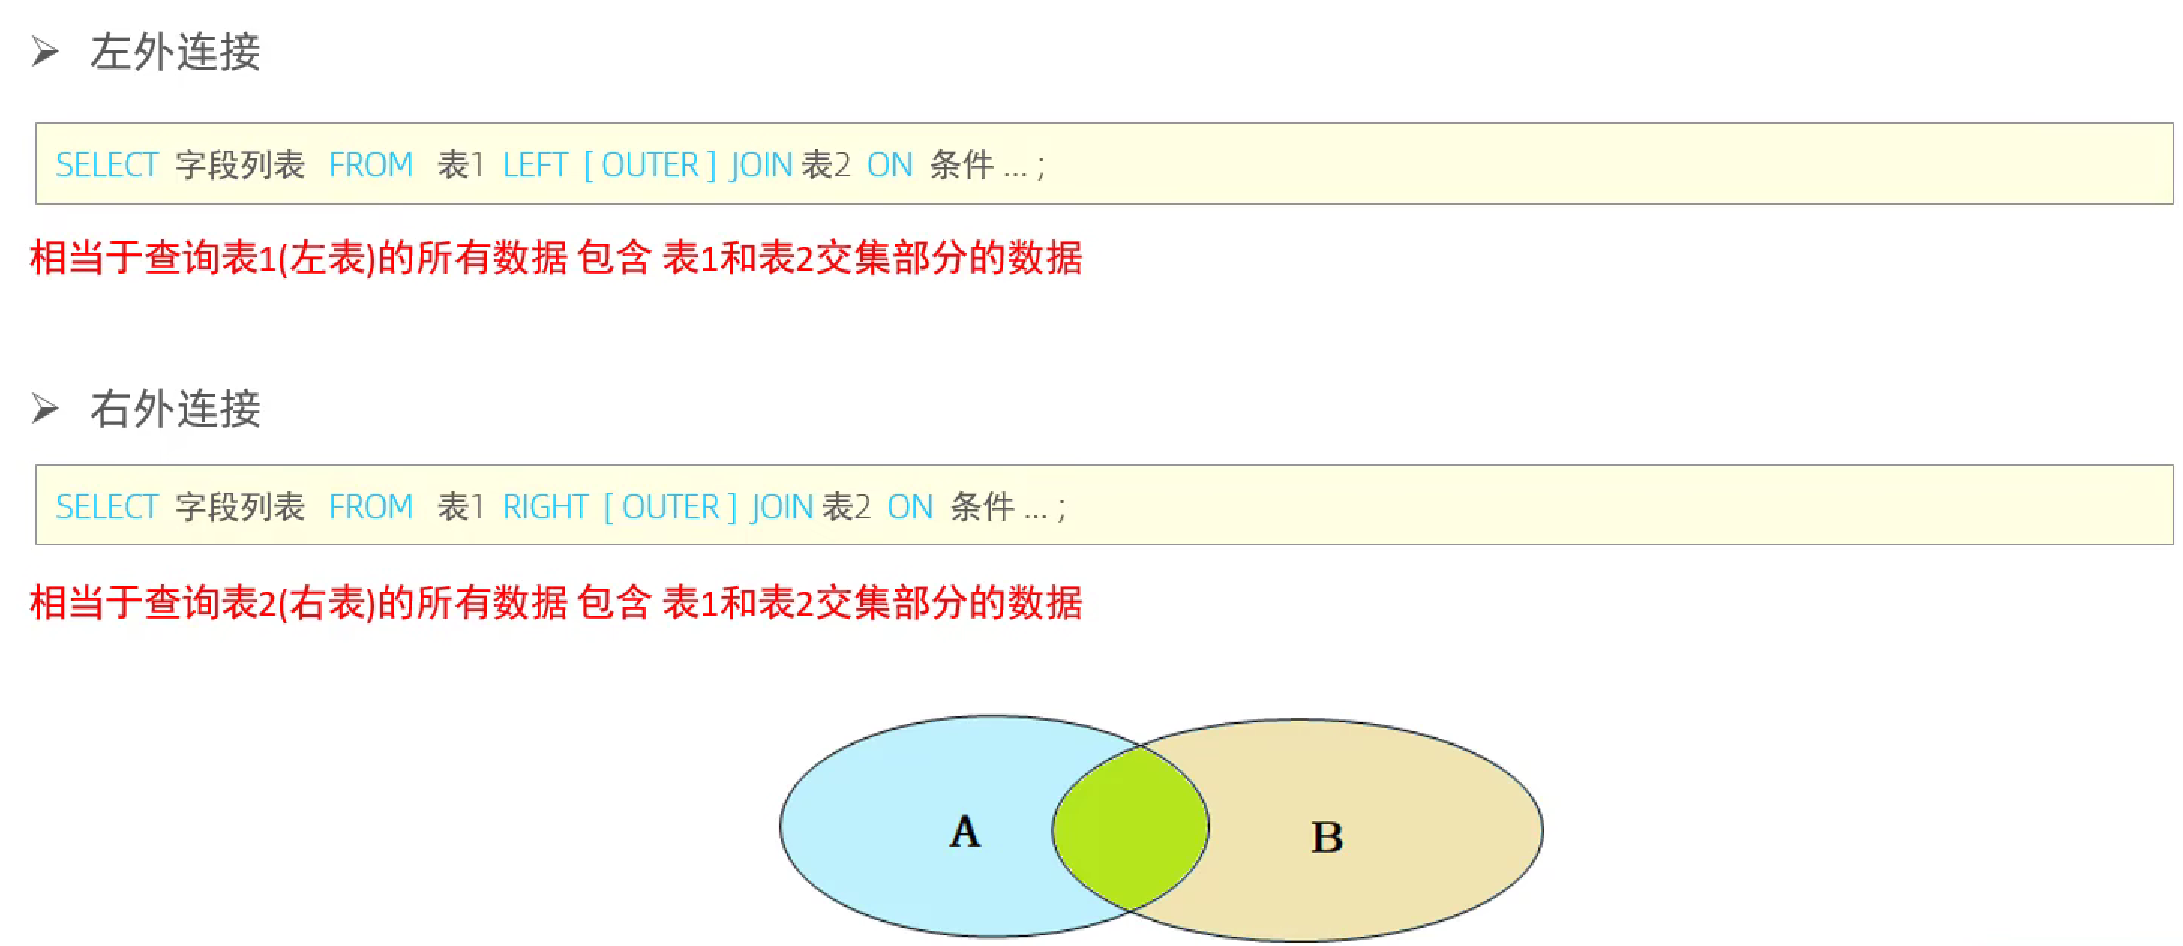 左外连接
SELECT 字段列表 FROM 表1 LEFT [ OUTER ] JOIN 表2 ON 条件 ... ;
相当于查询表1(左表)的所有数据 包含 表1和表2交集部分的数据
右外连接
SELECT 字段列表 FROM 表1 RIGHT [ OUTER ] JOIN 表2 ON 条件 ... ;
相当于查询表2(右表)的所有数据 包含 表1和表2交集部分的数据
A
B